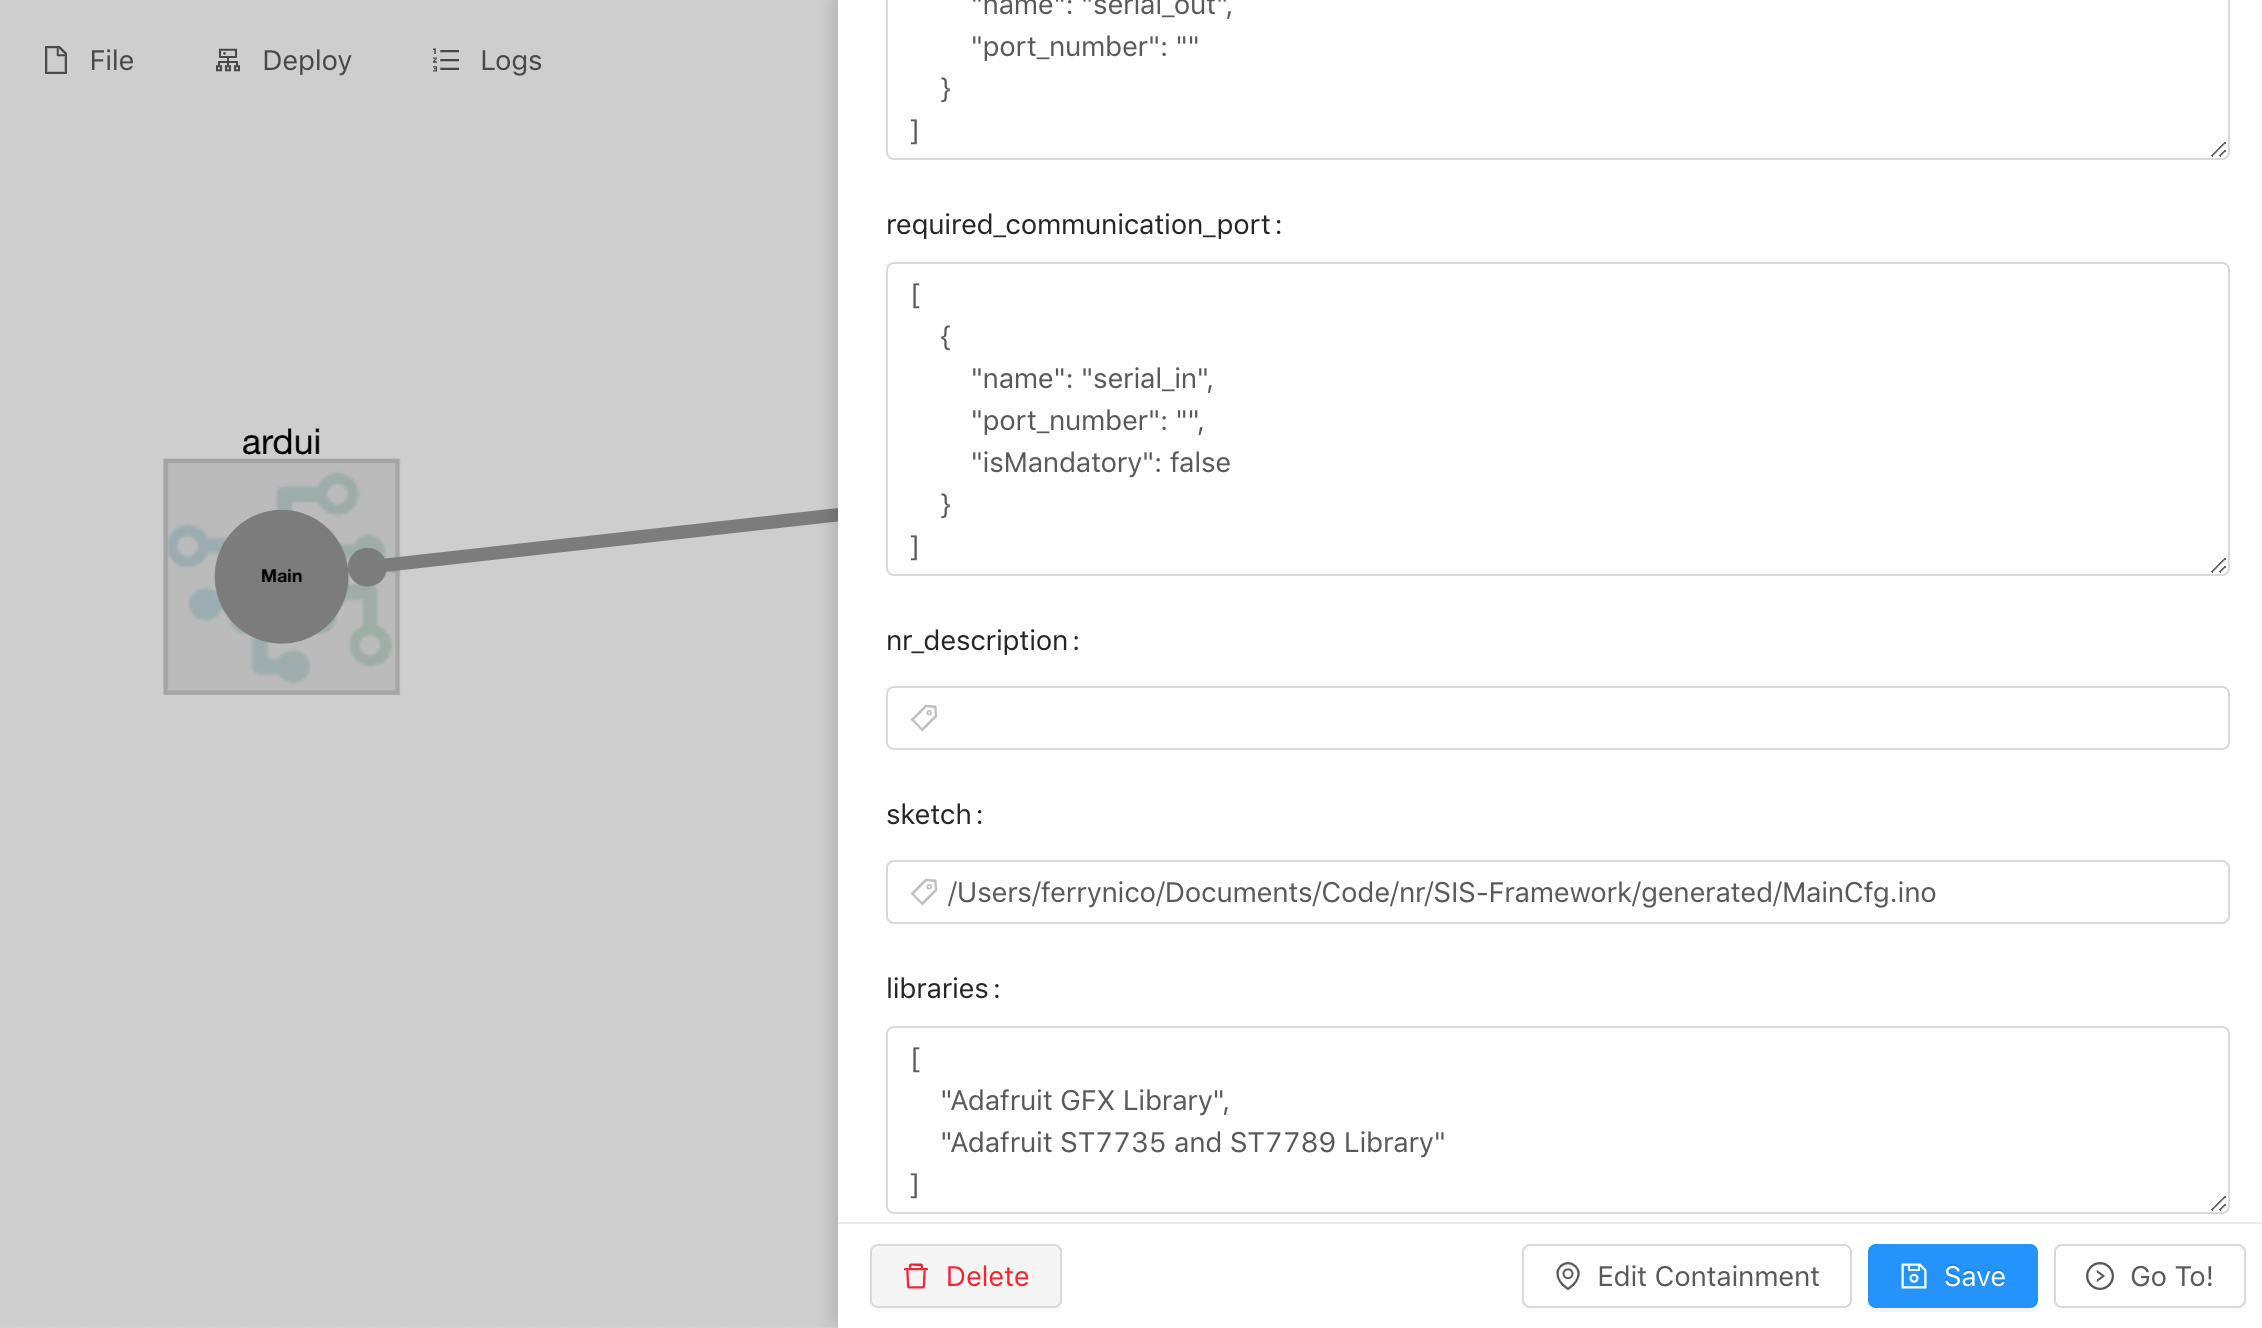 File
Deploy
Logs
ardui
Main
"name": "serial_out",
"port_number": ""
}
]
required_communication_port:
[
{
"name": "serial_in",
"port_number": "",
"isMandatory": false
}
]
nr_description:
sketch:
/Users/ferrynico/Documents/Code/nr/SIS-Framework/generated/MainCfg.ino
libraries:
[
"Adafruit GFX Library",
"Adafruit ST7735 and ST7789 Library"
]
Delete
Edit Containment
Save
Go To!